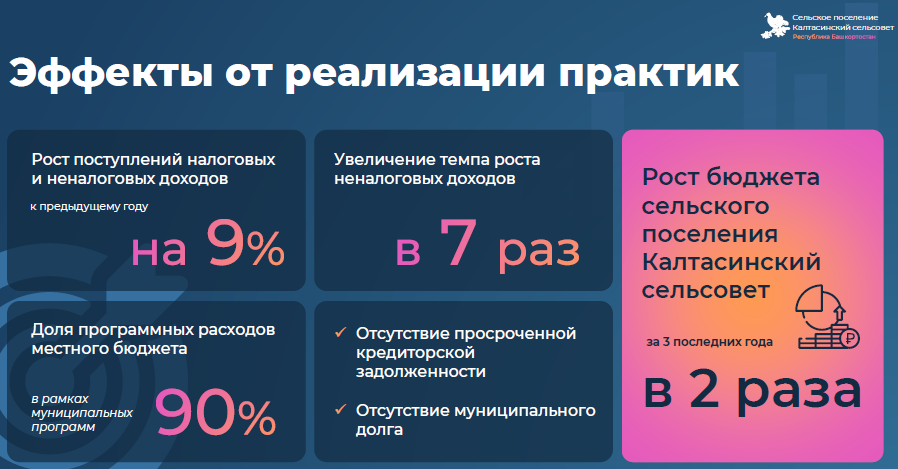 Сельское поселение
Калтасинский сельсовет
Республика Башкортостан
Эффекты от реализации практик
Рост поступлений налоговых
и неналоговых доходов
к предыдущему году
на 9%
Увеличение темпа роста
неналоговых доходов
в 7 раз
Доля программных расходов
местного бюджета
в рамках
муниципальных
программ
90%
✓ Отсутствие просроченной
кредиторской
задолженности
✓ Отсутствие муниципального
долга
Рост бюджета
сельского
поселения
Калтасинский
сельсовет
₽
за 3 последних года
в 2 раза